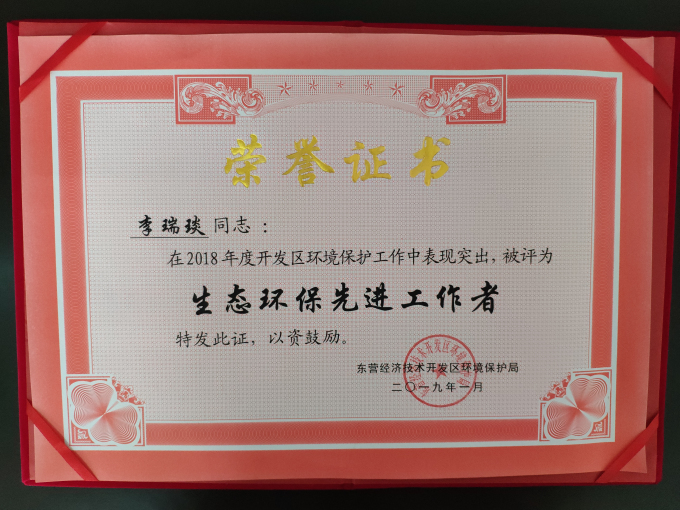 荣誉证书
李瑞琰同志：
在2018年度开发区环境保护工作中表现突出，被评为
生态环保先进工作者
特发此证，以资鼓励。
东营经济技术开发区环境保护局
二〇一九年一月